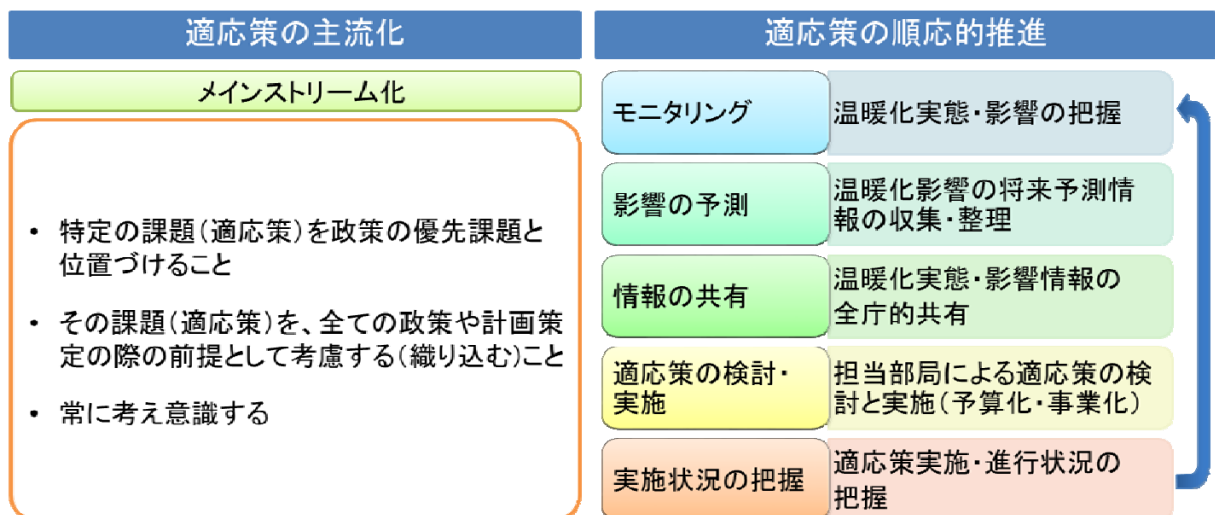 適応策の主流化
メインストリーム化
・ 特定の課題(適応策)を政策の優先課題と
位置づけること
・ その課題(適応策)を、全ての政策や計画策
定の際の前提として考慮する(織り込む)こと
・ 常に考え意識する
適応策の順応的推進
モニタリング
温暖化実態・影響の把握
影響の予測
温暖化影響の将来予測情
報の収集・整理
情報の共有
温暖化実態・影響情報の
全庁的共有
適応策の検討・
実施
担当部局による適応策の検
討と実施(予算化・事業化)
実施状況の把握
適応策実施・進行状況の
把握